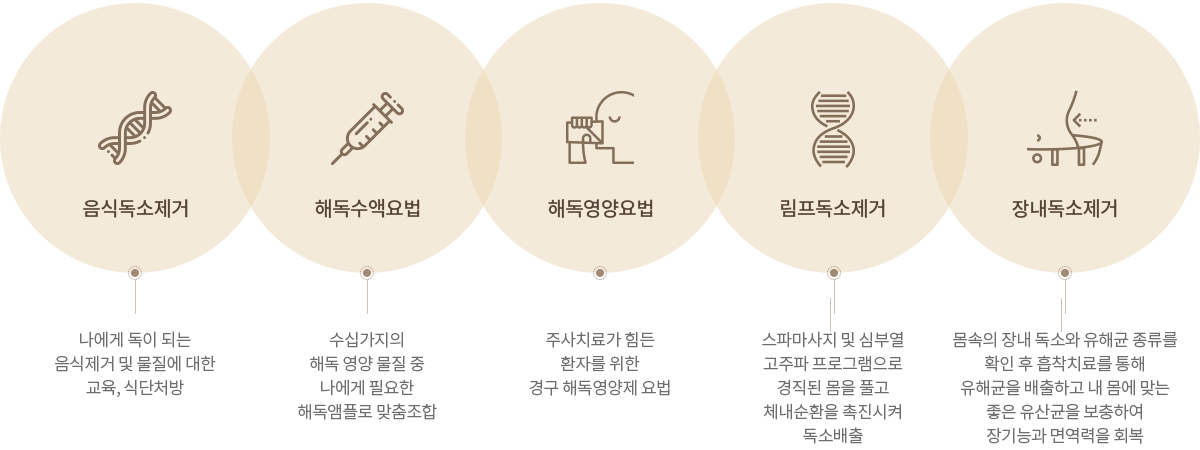 음식독소제거
해독수액요법
해독영양요법
림프독소제거
장내독소제거
나에게 독이 되는
음식제거 및 물질에 대한
교육, 식단처방
수십가지의
해독 영양 물질 중
나에게 필요한
해독앰플로 맞춤조합
주사치료가 힘든
환자를 위한
경구 해독영양제 요법
스파마사지 및 심부열
고주파 프로그램으로
경직된 몸을 풀고
체내순환을 촉진시켜
독소배출
몸속의 장내 독소와 유해균 종류를
확인 후 흡착치료를 통해
유해균을 배출하고 내 몸에 맞는
좋은 유산균을 보충하여
장기능과 면역력을 회복